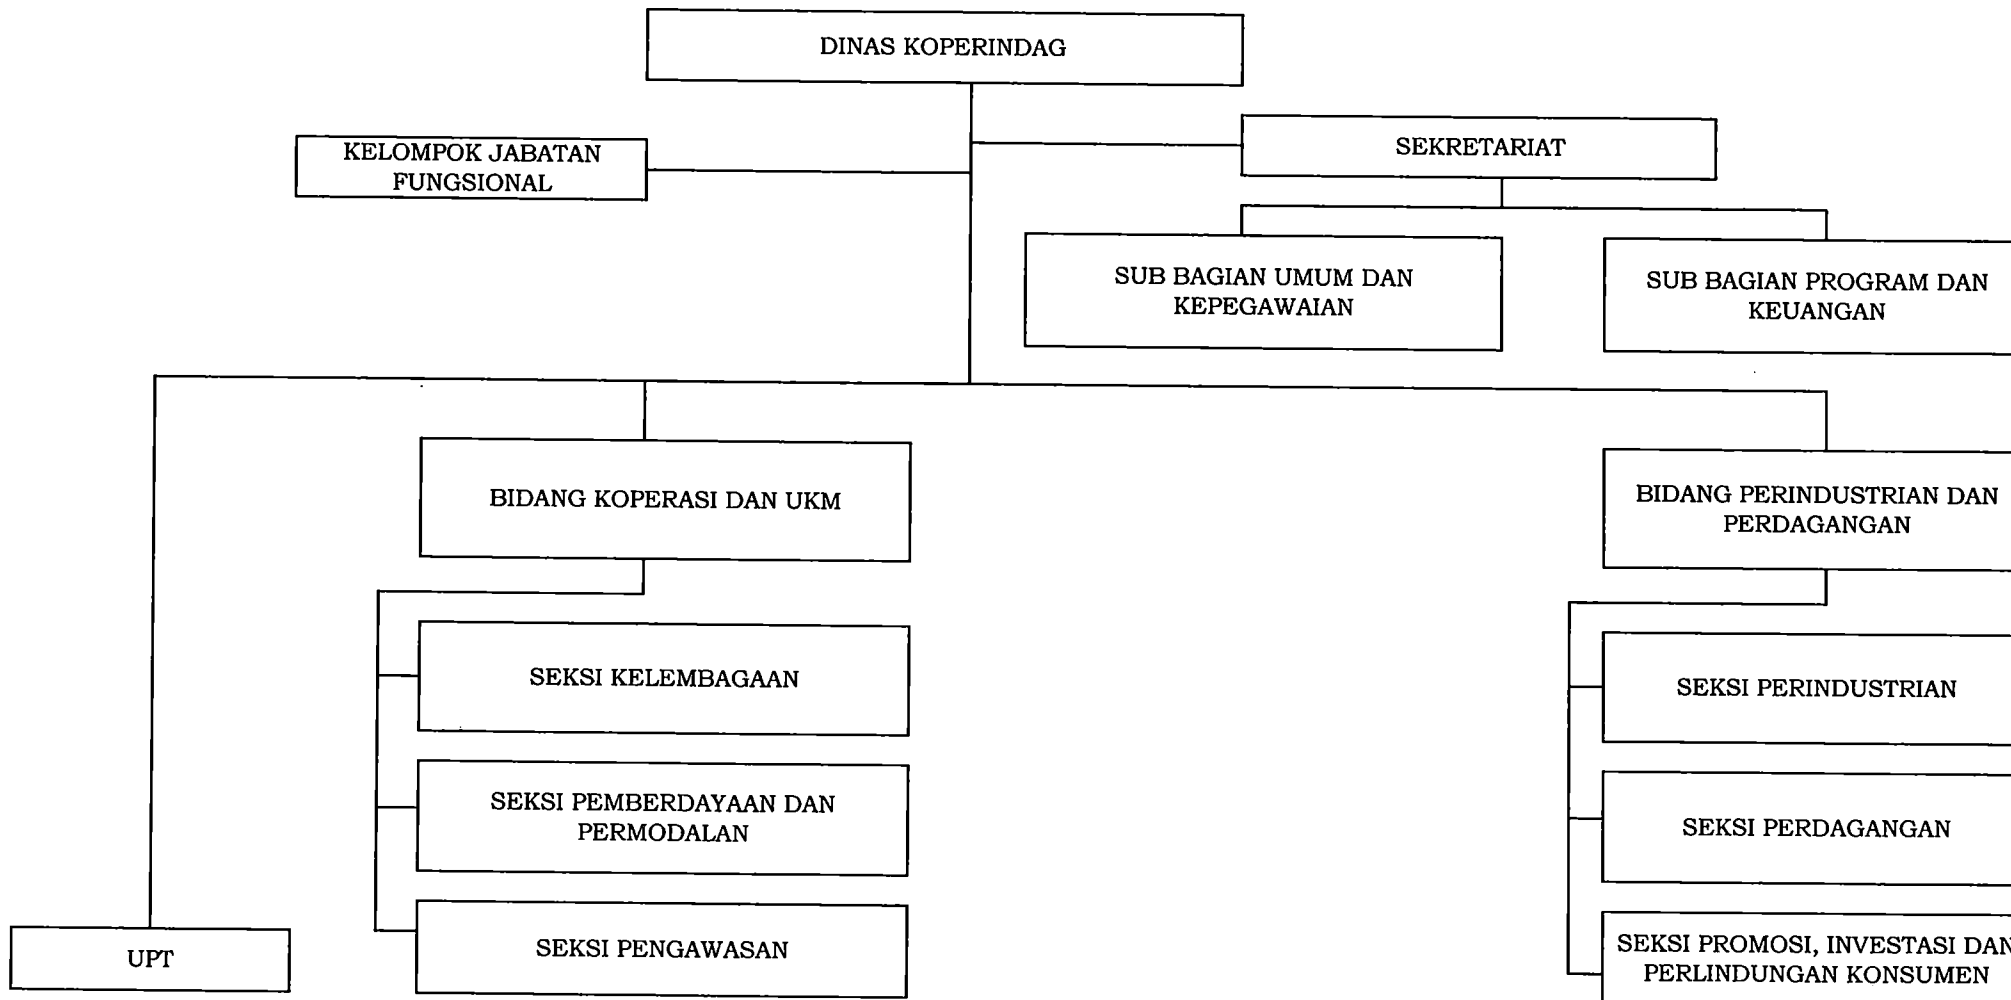 DINAS KOPERINDAG
KELOMPOK JABATAN
FUNGSIONAL
SEKRETARIAT
SUB BAGIAN UMUM DAN
KEPEGAWAIAN
SUB BAGIAN PROGRAM DAN
KEUANGAN
BIDANG KOPERASI DAN UKM
BIDANG PERINDUSTRIAN DAN
PERDAGANGAN
SEKSI KELEMBAGAAN
SEKSI PERINDUSTRIAN
SEKSI PEMBERDAYAAN DAN
PERMODALAN
SEKSI PERDAGANGAN
UPT
SEKSI PENGAWASAN
SEKSI PROMOSI, INVESTASI DAN
PERLINDUNGAN KONSUMEN